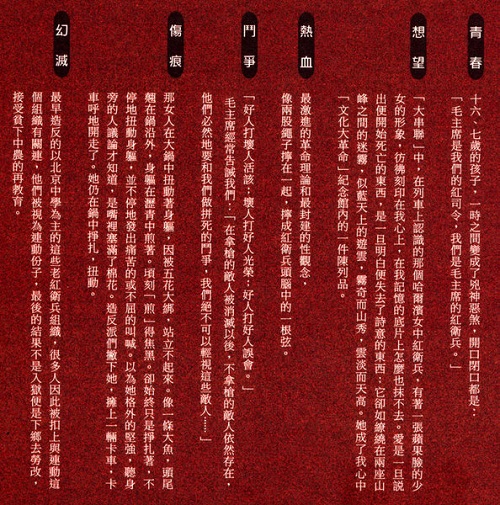 青春
十六、七歲的孩子，一時之間變成了兇神惡煞，開口閉口都是：
「毛主席是我們的紅司令，我們是毛主席的紅衛兵。」
想望
「大串聯」中，在列車上認識的那個哈爾濱女中紅衛兵，有著一張蘋果臉的少
女的形象，彷彿刻印在我心上，在我記憶的底片上怎麼也抹不去。愛是一旦說
出便開始死亡的東西，是一旦明白便失去了詩意的東西；它卻如繚繞在兩座山
峰之間的迷霧，似藍天上的遊雲，霧奇而山秀，雲淡而天高。她成了我心中
「文化大革命」紀念館內的一件陳列品。
熱血
最激進的革命理論和最封建的性觀念，
像兩股繩子擰在一起，擰成紅衛兵頭腦中的一根弦。
鬥爭
「好人打壞人活該；壞人打好人光榮；好人打好人誤會。」
毛主席經常告誡我們：「在拿槍的敵人被消滅以後，不拿槍的敵人依然存在，
他們必然地要和我們做拼死的鬥爭，我們絕不可以輕視這些敵人……」
傷痕
那女人在大鍋中扭動著身軀，因被五花大綁，站立不起來。像一條大魚，頭尾
翹在鍋沿外，身軀在瀝青中煎著。頃刻「煎」得焦黑。卻始終只是掙扎著，不
停地扭動身軀，並不停地發出痛苦的或不屈的叫喊。以為她格外的堅強，聽身
旁的人議論才知道，是嘴裡塞滿了棉花。造反派們撇下她。擁上一輛卡車，卡
車呼地開走了。她仍在鍋中掙扎，扭動。
幻滅
最早造反的以北京中學為主的這些老紅衛兵組織，很多人因此被扣上與連動這
個組織有關連，他們被視為連動份子，最後的結果不是入獄便是下鄉去勞改，
接受貧下中農的再教育。